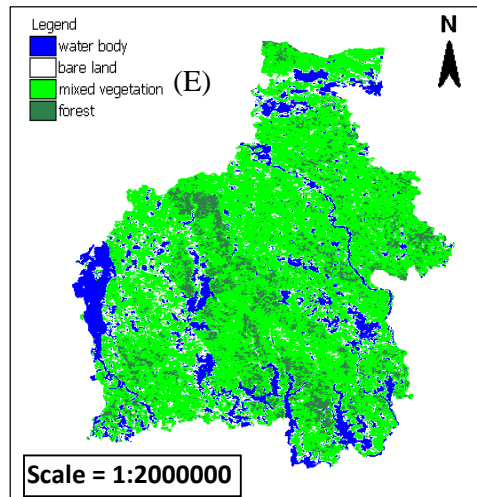 Legend
water body
bare land
mixed vegetation
forest
(E)
N
Scale = 1:2000000